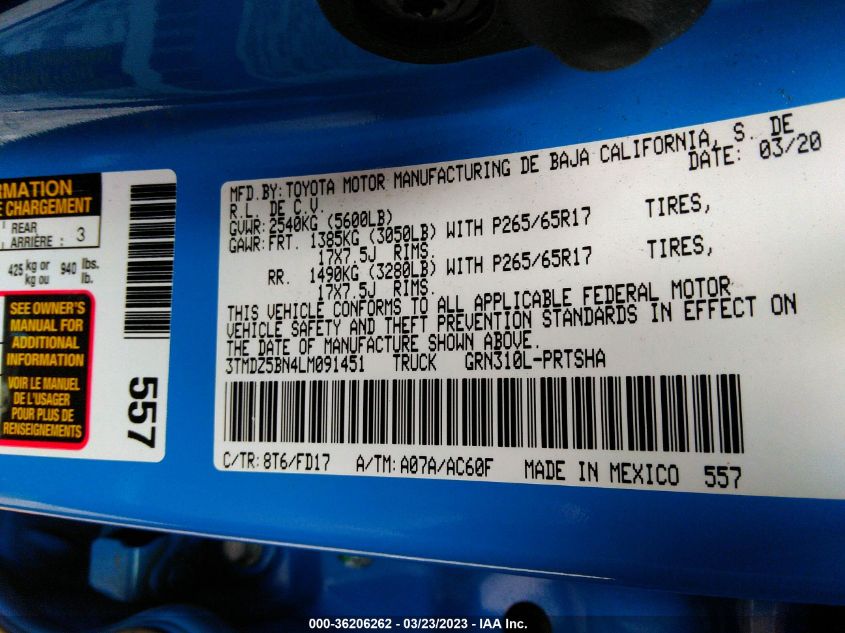 RMATION
E CHARGEMENT
REAR
ARRIÈRE : 3
425 kg or 940 lbs.
kg ou lb.
SEE OWNER'S
MANUAL FOR
ADDITIONAL
INFORMATION
VOIR LE MANUEL
DE L'USAGER
POUR PLUS DE
RENSEIGNEMENTS
557
MFD.BY:TOYOTA MOTOR MANUFACTURING DE BAJA CALIFORNIA, S. DE
R.L. DE C.V. DATE: 03/20
GVWR:2540KG (5600LB)
GAWR:FRT. 1385KG (3050LB) WITH P265/65R17 TIRES,
17X7.5J RIMS.
RR. 1490KG (3280LB) WITH P265/65R17 TIRES,
17X7.5J RIMS.
THIS VEHICLE CONFORMS TO ALL APPLICABLE FEDERAL MOTOR
VEHICLE SAFETY AND THEFT PREVENTION STANDARDS IN EFFECT ON
THE DATE OF MANUFACTURE SHOWN ABOVE.
3TMDZ5BN4LM091451 TRUCK GRN310L-PRTSHA
C/TR:8T6/FD17 A/TM:A07A/AC60F MADE IN MEXICO 557
000-36206262 - 03/23/2023 - IAA Inc.